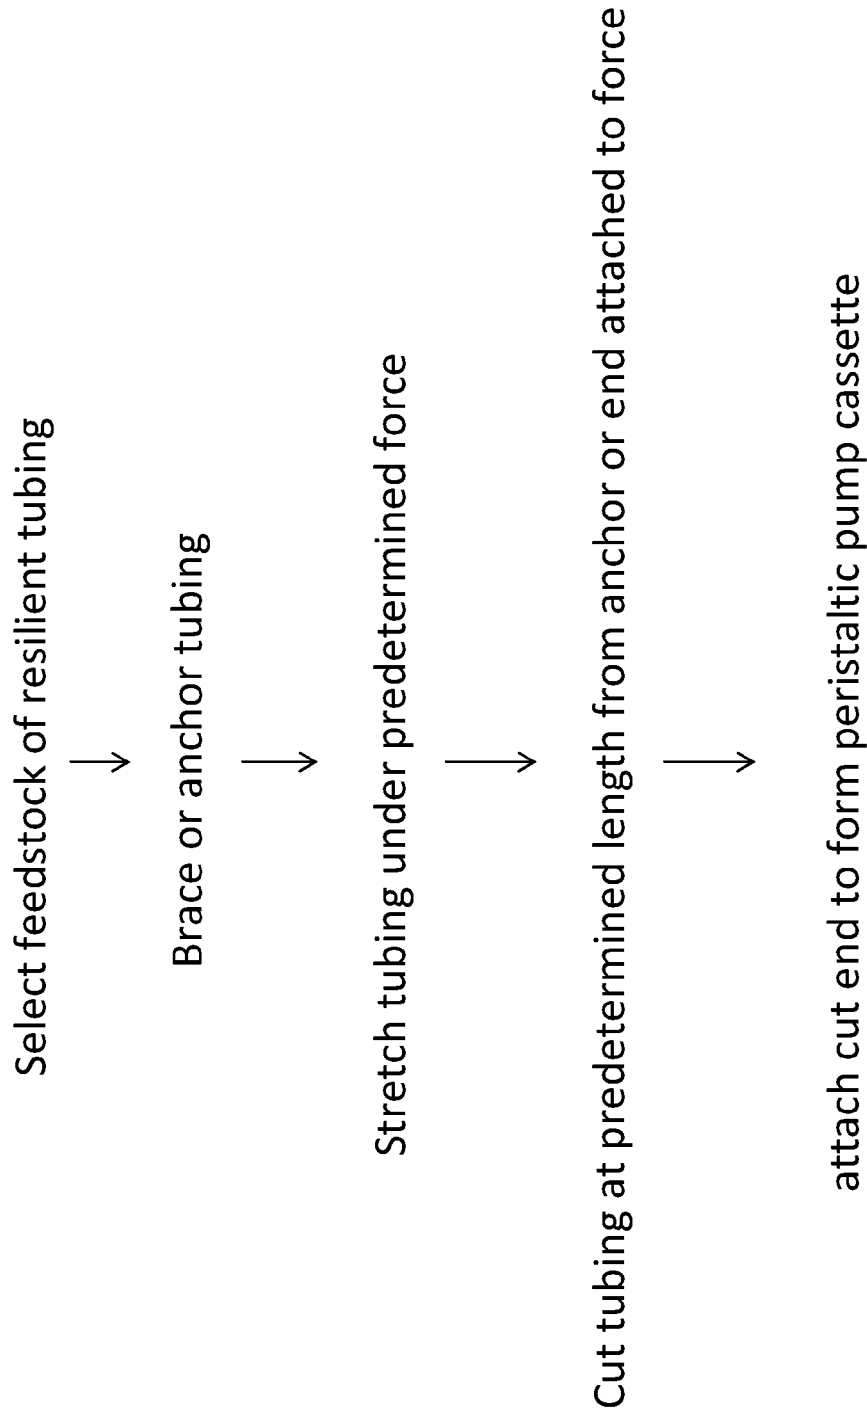 Select feedstock of resilient tubing
Brace or anchor tubing
Stretch tubing under predetermined force
Cut tubing at predetermined length from anchor or end attached to force
attach cut end to form peristaltic pump cassette